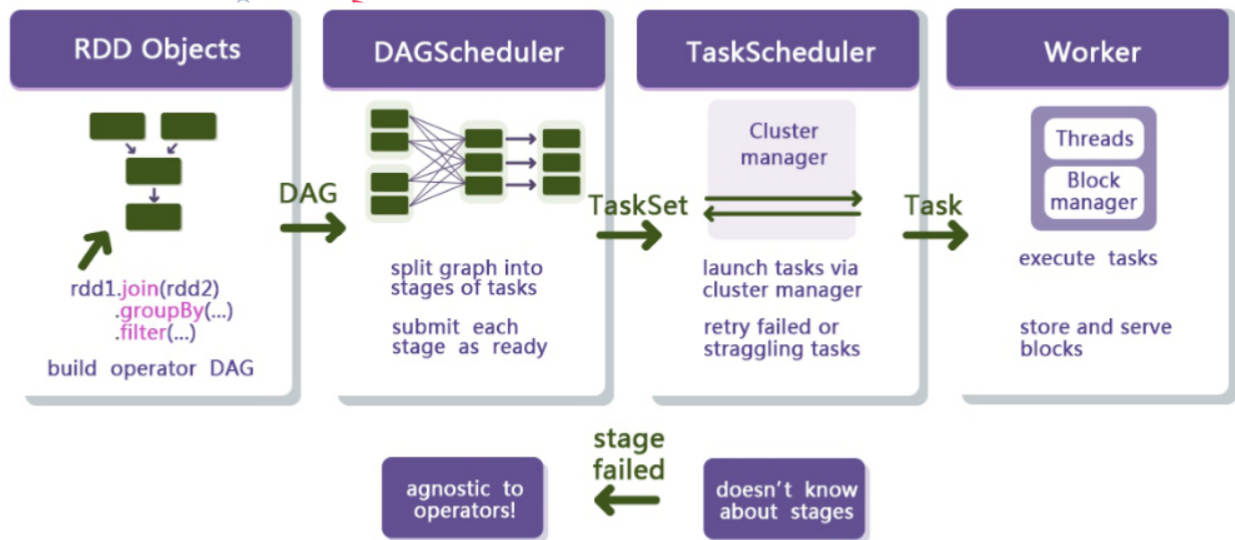 RDD Objects
DAGScheduler
TaskScheduler
Worker
rdd1.join(rdd2)
.groupBy(...)
.filter(...)
build operator DAG
DAG
split graph into
stages of tasks
submit each
stage as ready
TaskSet
Cluster
manager
launch tasks via
cluster manager
retry failed or
straggling tasks
Task
Threads
Block
manager
execute tasks
store and serve
blocks
agnostic to
operators!
stage
failed
doesn't know
about stages